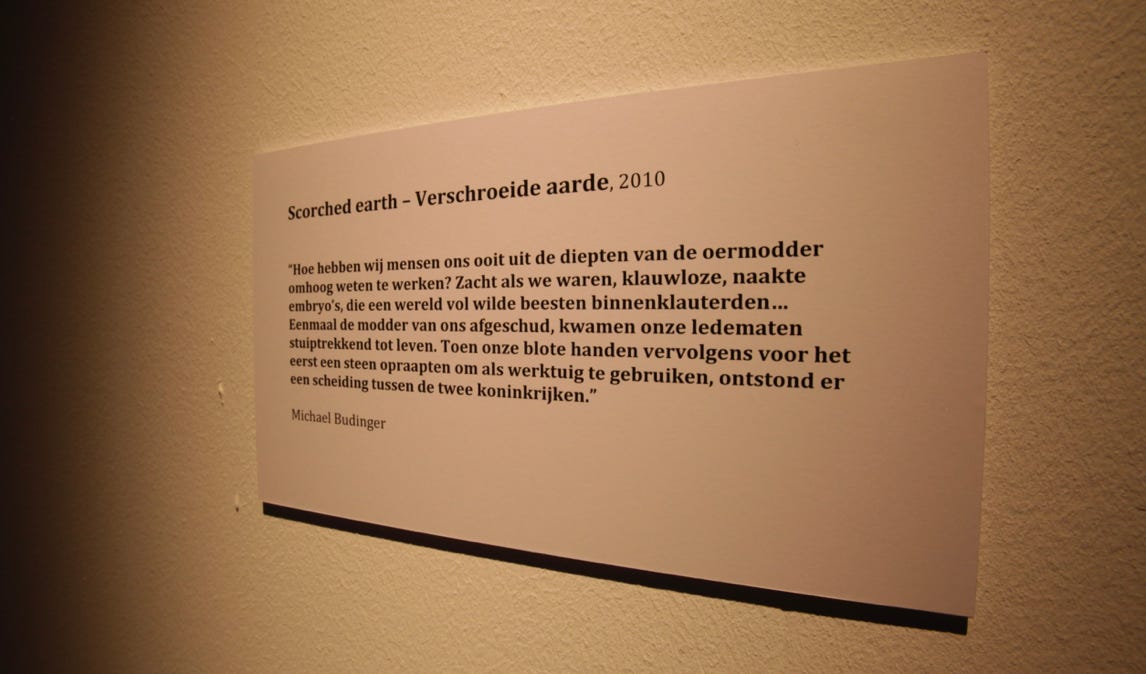 Scorched earth – Verschroeide aarde, 2010
“Hoe hebben wij mensen ons ooit uit de diepten van de oermodder
omhoog weten te werken? Zacht als we waren, klauwloze, naakte
embryo’s, die een wereld vol wilde beesten binnenklauterden…
Eenmaal de modder van ons afgeschud, kwamen onze ledematen
stuiptrekkend tot leven. Toen onze blote handen vervolgens voor het
eerst een steen opraapten om als werktuig te gebruiken, ontstond er
een scheiding tussen de twee koninkrijken.”
Michael Budinger